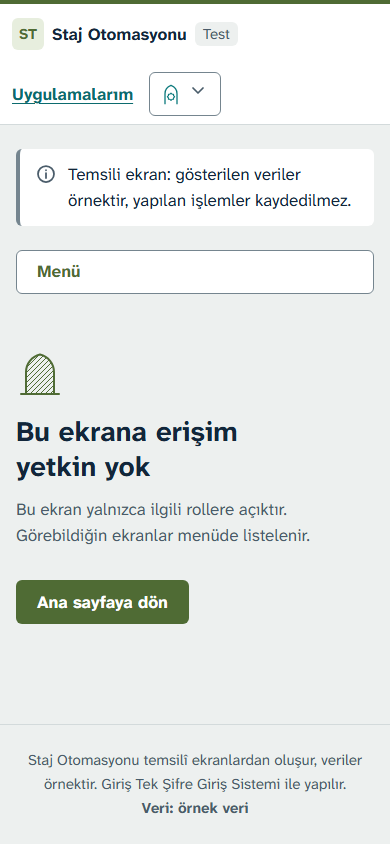 ST Staj Otomasyonu Test
Uygulamalarım
Temsili ekran: gösterilen veriler
örnektir, yapılan işlemler kaydedilmez.
Menü
Bu ekrana erişim
yetkin yok
Bu ekran yalnızca ilgili rollere açıktır.
Görebildiğin ekranlar menüde listelenir.
Ana sayfaya dön
Staj Otomasyonu temsilî ekranlardan oluşur, veriler
örnektir. Giriş Tek Şifre Giriş Sistemi ile yapılır.
Veri: örnek veri